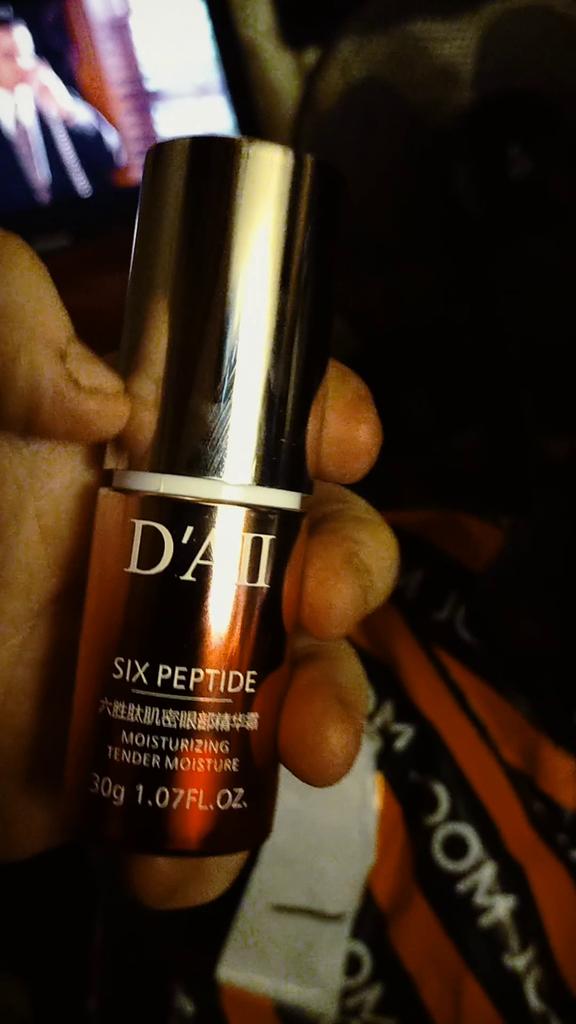 D'AII
SIX PEPTIDE
六胜肽肌密眼部精华霜
MOISTURIZING
TENDER MOISTURE
30g 1.07FL.OZ.